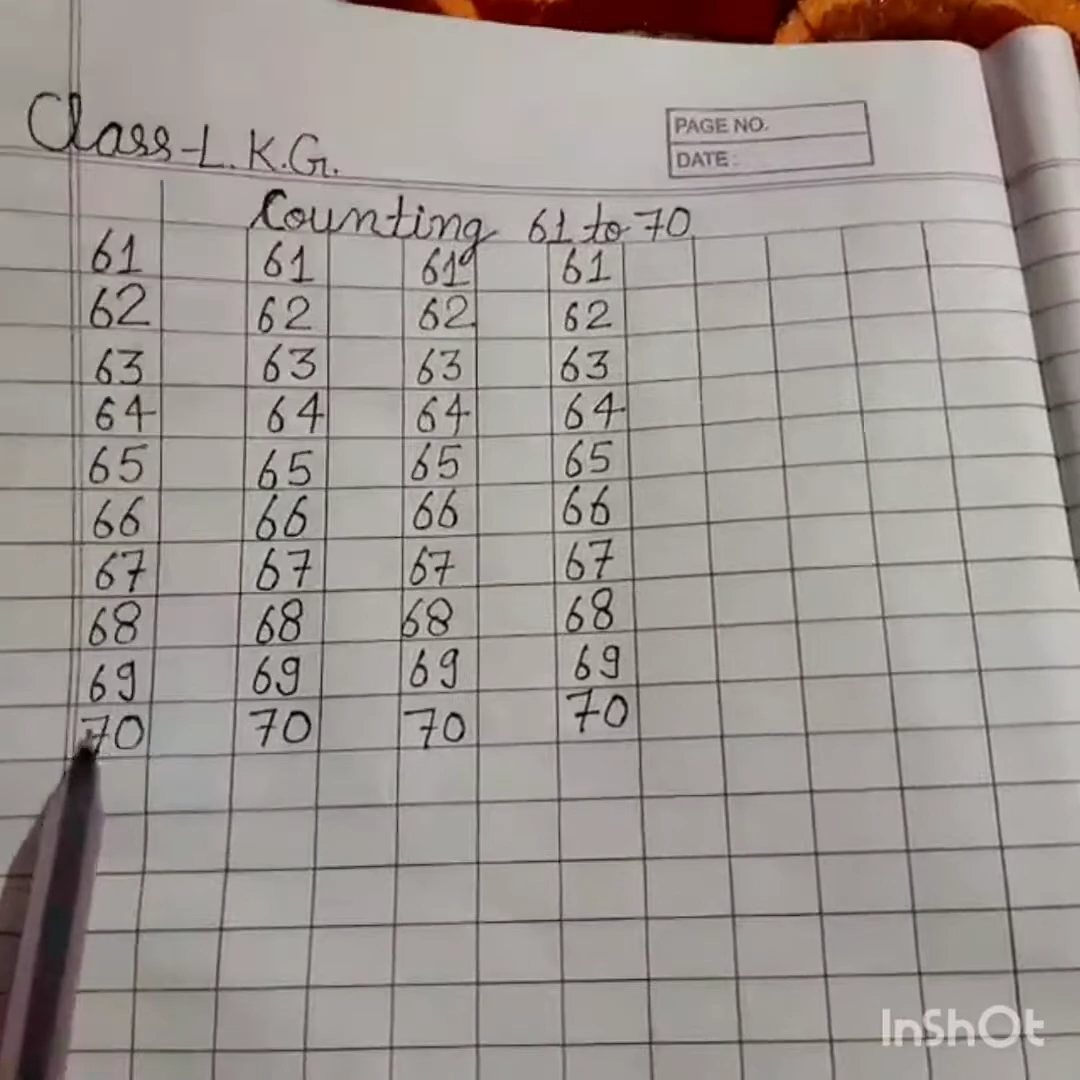 Class-L.K.G.
PAGE NO.
DATE:
Counting 61 to 70
61 61 61 61
62 62 62 62
63 63 63 63
64 64 64 64
65 65 65 65
66 66 66 66
67 67 67 67
68 68 68 68
69 69 69 69
70 70 70 70
InShOt